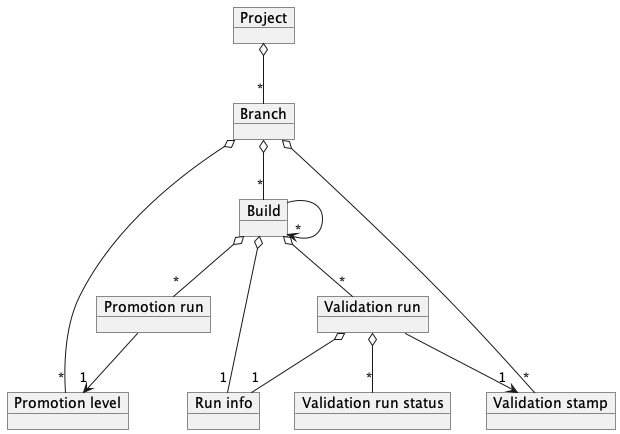 Project
*
Branch
*
Build
*
*
*
Promotion run
Validation run
*
1
1
1
*
1
*
Promotion level
Run info
Validation run status
Validation stamp